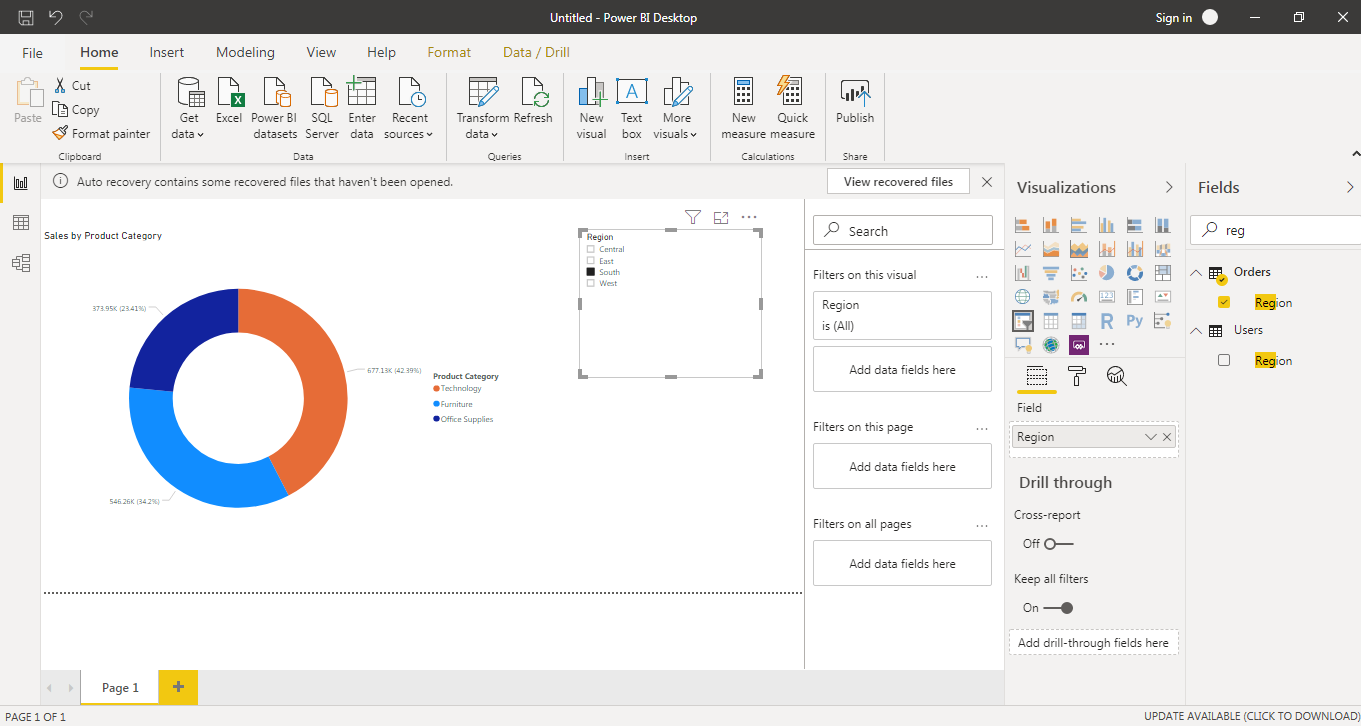 Untitled - Power BI Desktop
Sign in
File
Home
Insert
Modeling
View
Help
Format
Data / Drill
Paste
Cut
Copy
Format painter
Clipboard
Get
data
Excel
Power BI
datasets
SQL
Server
Enter
data
Recent
sources
Data
Transform
data
Refresh
Queries
New
visual
Text
box
More
visuals
Insert
New
measure
Quick
measure
Calculations
Publish
Share
Auto recovery contains some recovered files that haven't been opened.
View recovered files
Sales by Product Category
373.95K (23.41%)
677.13K (42.39%)
546.26K (34.2%)
Product Category
Technology
Furniture
Office Supplies
Region
Central
East
South
West
Search
Filters on this visual
Region
is (All)
Add data fields here
Filters on this page
Add data fields here
Filters on all pages
Add data fields here
Visualizations
R
Py
123
Field
Region
Drill through
Cross-report
Off
Keep all filters
On
Add drill-through fields here
Fields
reg
Orders
Region
Users
Region
Page 1
PAGE 1 OF 1
UPDATE AVAILABLE (CLICK TO DOWNLOAD)